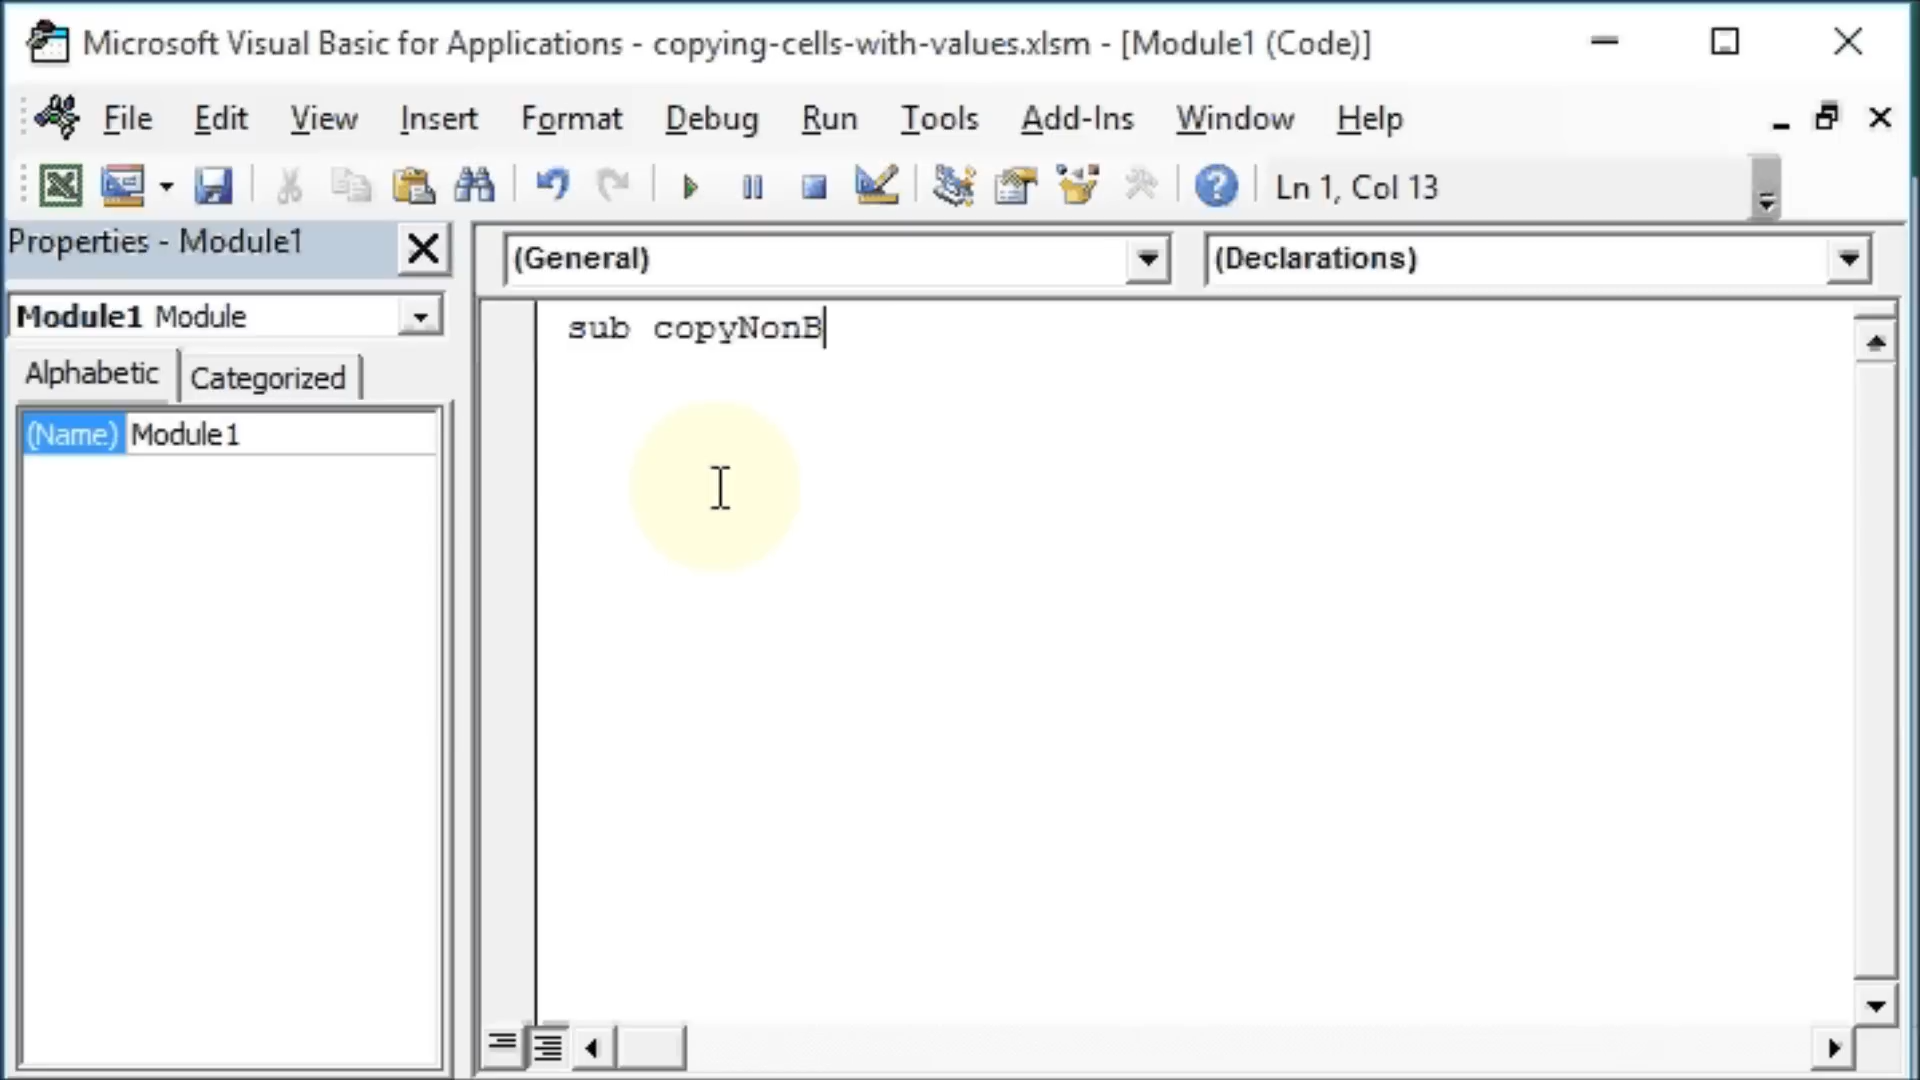 Microsoft Visual Basic for Applications - copying-cells-with-values.xlsm - [Module1 (Code)]
File Edit View Insert Format Debug Run Tools Add-Ins Window Help
Ln 1, Col 13
Properties - Module1
(General) (Declarations)
Module1 Module
sub copyNonB
Alphabetic Categorized
(Name) Module1